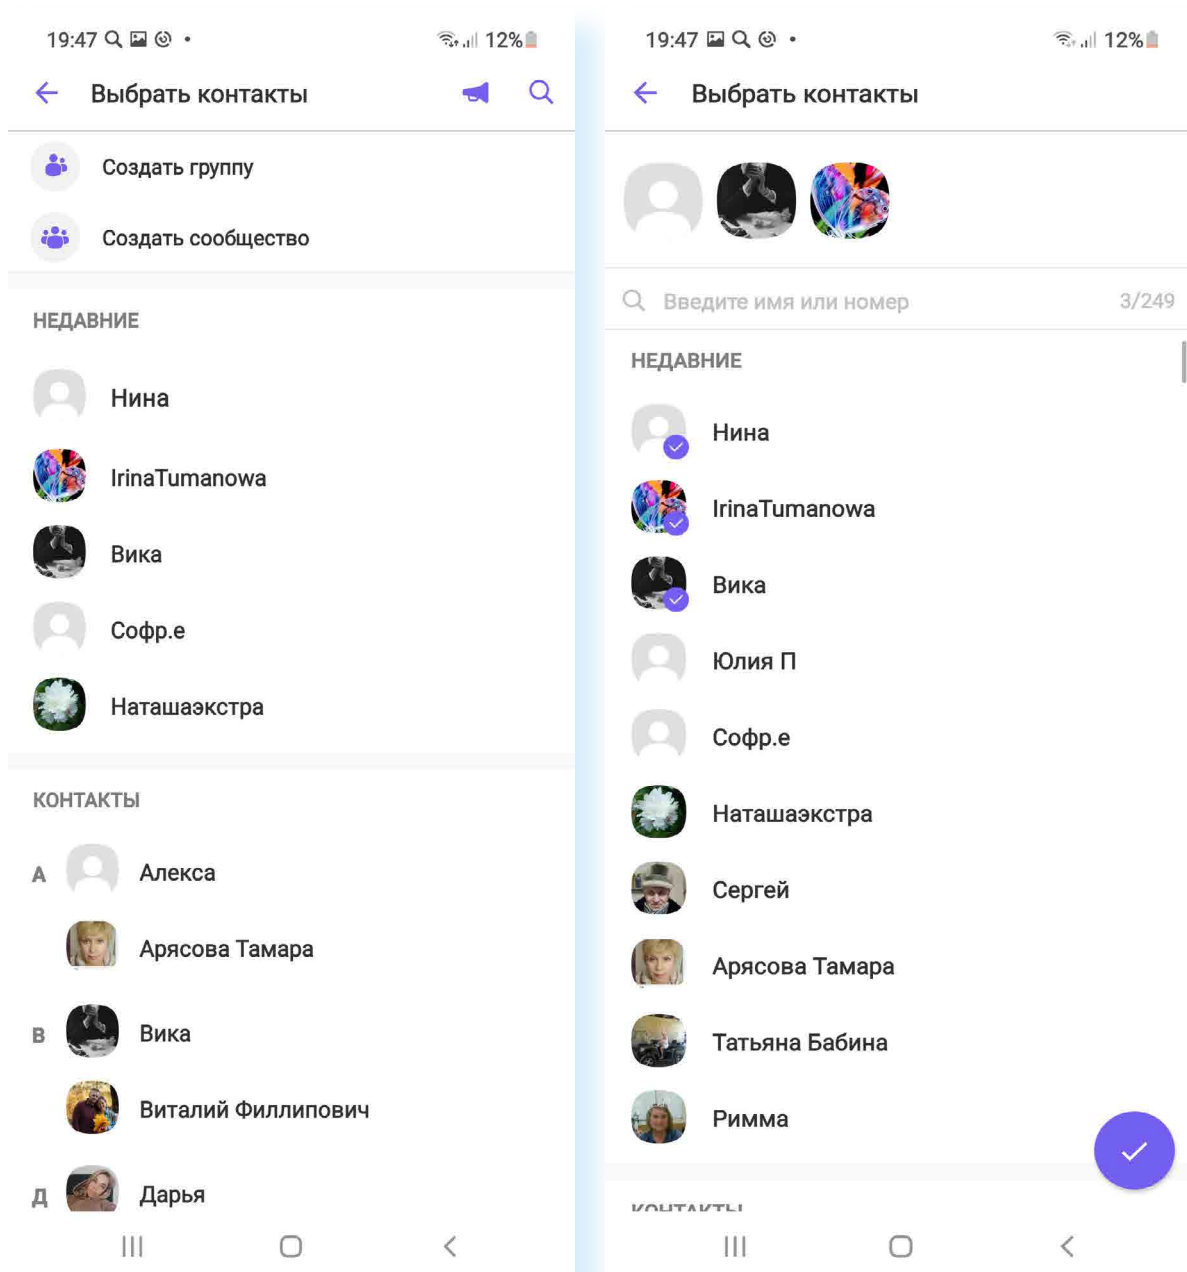 19:47
12%
Выбрать контакты
Создать группу
Создать сообщество
НЕДАВНИЕ
Нина
IrinaTumanowa
Вика
Софр.е
Наташаэкстра
КОНТАКТЫ
А
Алекса
Арясова Тамара
В
Вика
Виталий Филлипович
Д
Дарья
19:47
12%
Выбрать контакты
Введите имя или номер
3/249
НЕДАВНИЕ
Нина
IrinaTumanowa
Вика
Юлия П
Софр.е
Наташаэкстра
Сергей
Арясова Тамара
Татьяна Бабина
Римма
КОНТАКТЫ